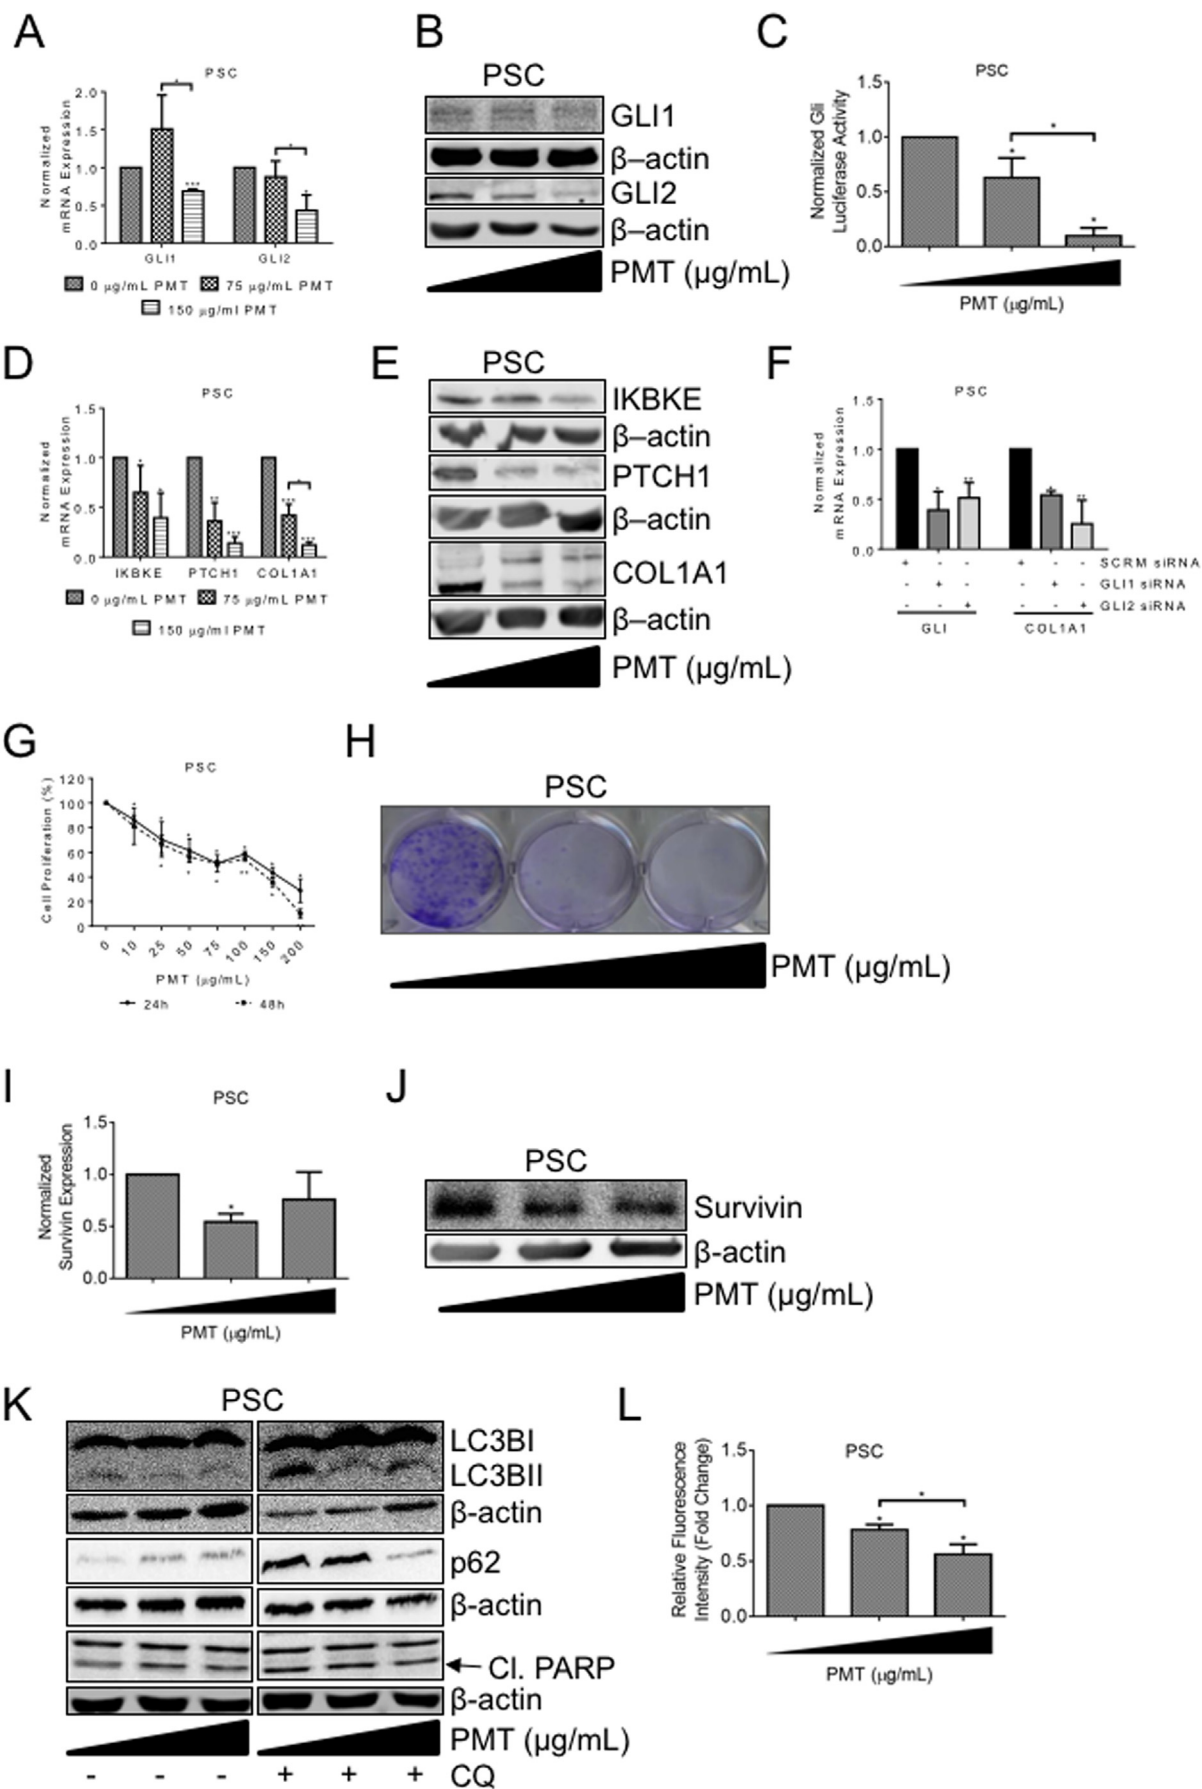 A
PSC
Normalized
mRNA Expression
2.0
1.5
1.0
0.5
0.0
*
***
*
*
GLI1
GLI2
0 µg/mL PMT
75 µg/mL PMT
150 µg/ml PMT
B
PSC
GLI1
β–actin
GLI2
β–actin
PMT (µg/mL)
C
PSC
Normalized Gli
Luciferase Activity
1.5
1.0
0.5
0.0
*
*
*
PMT (µg/mL)
D
PSC
Normalized
mRNA Expression
1.5
1.0
0.5
0.0
*
*
**
***
***
*
***
IKBKE
PTCH1
COL1A1
0 µg/mL PMT
75 µg/mL PMT
150 µg/ml PMT
E
PSC
IKBKE
β–actin
PTCH1
β–actin
COL1A1
β–actin
PMT (µg/mL)
F
PSC
Normalized
mRNA Expression
1.5
1.0
0.5
0.0
*
**
*
**
+ - - + - - SCRM siRNA
- + - - + - GLI1 siRNA
- - + - - + GLI2 siRNA
GLI
COL1A1
G
PSC
Cell Proliferation (%)
120
100
80
60
40
20
0
0 10 25 50 75 100 150 200
PMT (µg/mL)
24h
48h
H
PSC
PMT (µg/mL)
I
PSC
Normalized
Survivin Expression
1.5
1.0
0.5
0.0
*
PMT (µg/mL)
J
PSC
Survivin
β-actin
PMT (µg/mL)
K
PSC
LC3BI
LC3BII
β-actin
p62
β-actin
Cl. PARP
β-actin
PMT (µg/mL)
- - - + + + CQ
L
PSC
Relative Fluorescence
Intensity (Fold Change)
1.5
1.0
0.5
0.0
*
*
*
PMT (µg/mL)